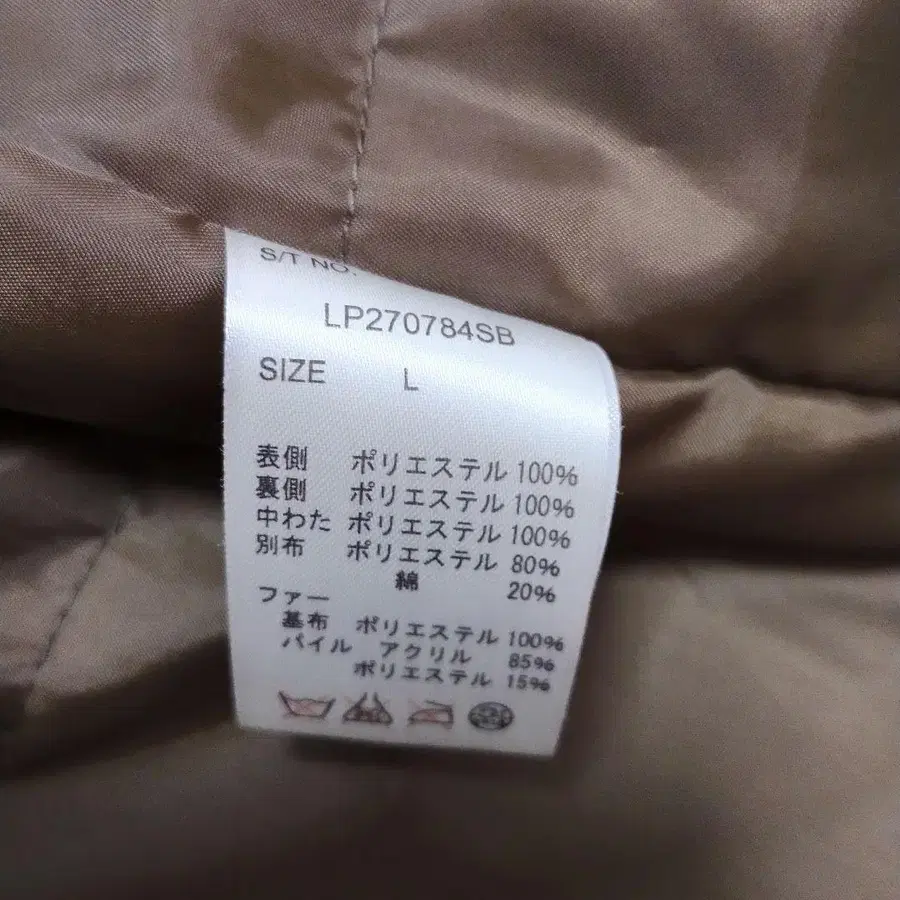 S/T NO.
LP270784SB
SIZE L
表側 ポリエステル 100%
裏側 ポリエステル 100%
中わた ポリエステル 100%
別布 ポリエステル 80%
綿 20%
ファー
基布 ポリエステル 100%
パイル アクリル 85%
ポリエステル 15%